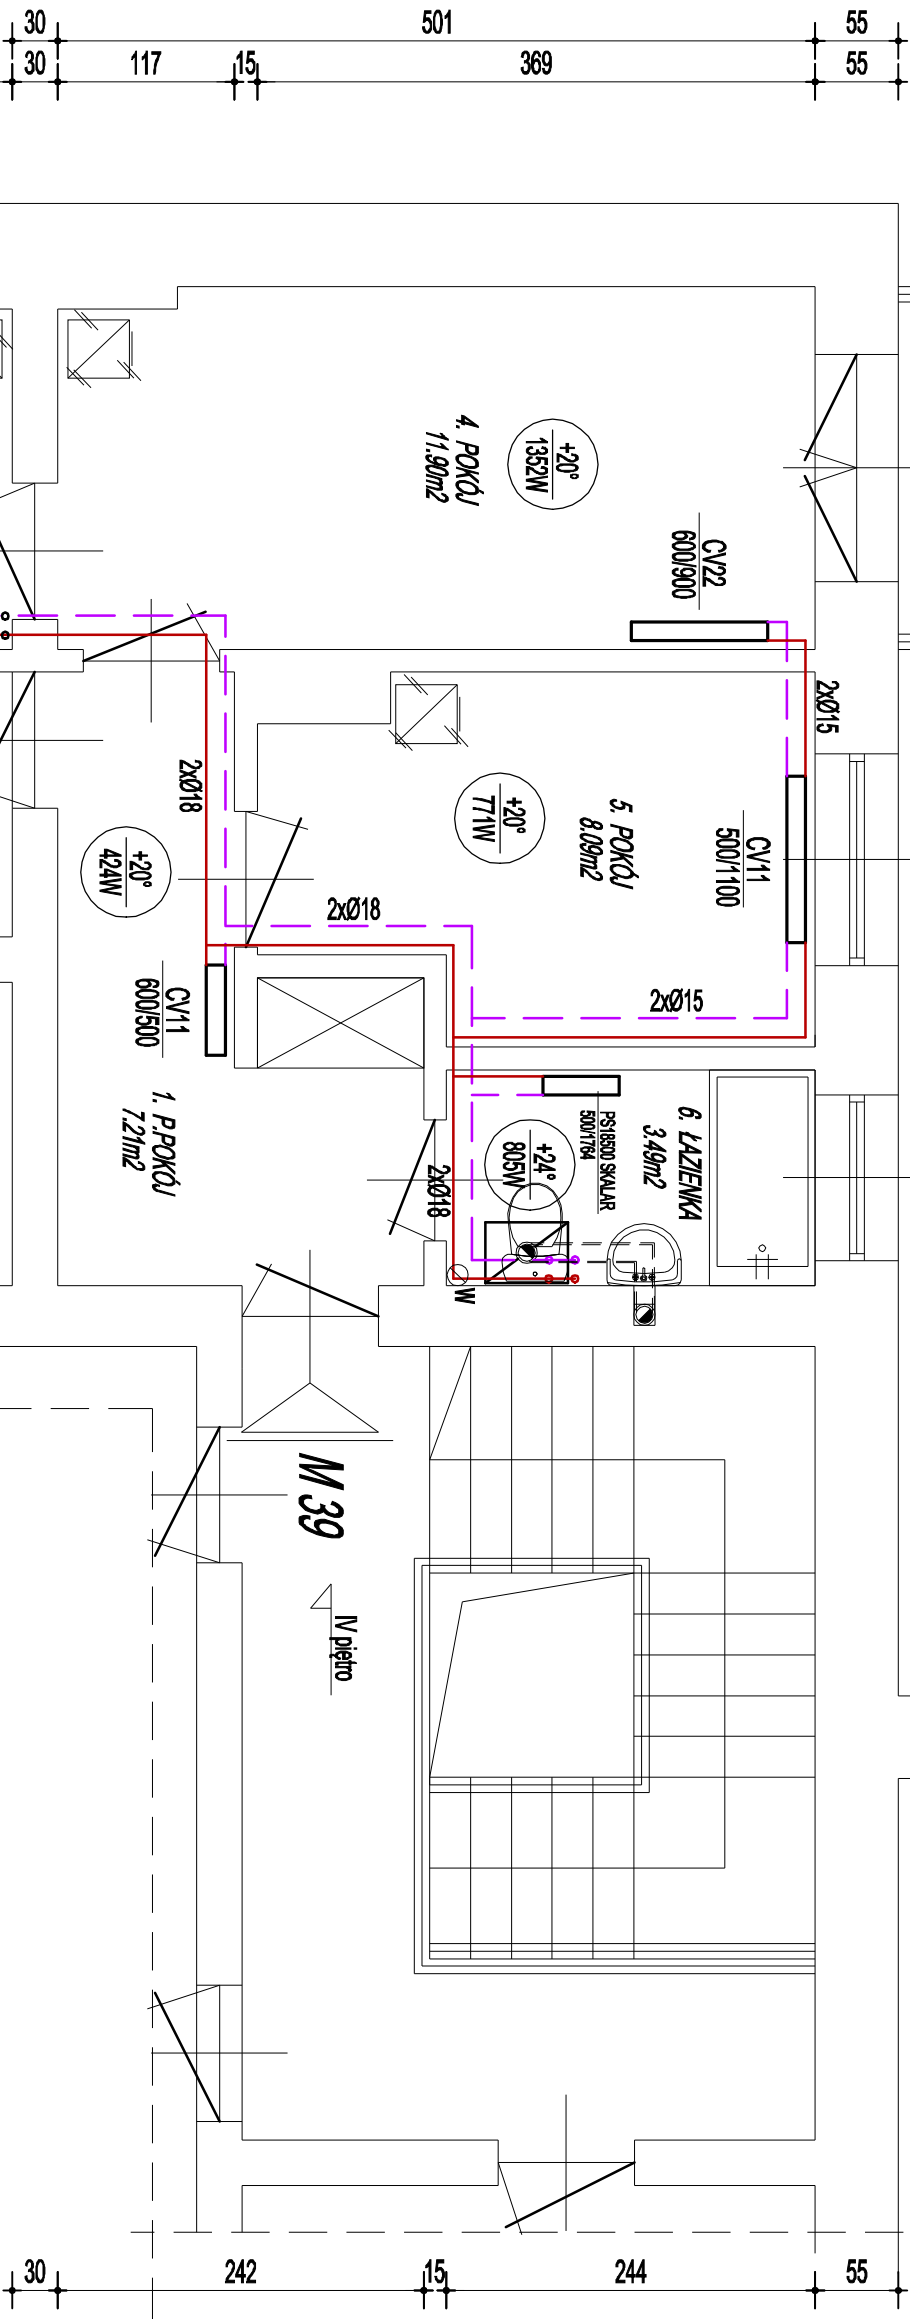 30
501
55
30
117
15
369
55
+20°
1352W
4. POKÓJ
11.90m2
CV22
600/900
2xØ15
2xØ18
+20°
771W
5. POKÓJ
8.09m2
CV11
500/1100
+20°
424W
2xØ18
CV11
600/500
2xØ15
1. P.POKÓJ
7.21m2
PS18500 SKALAR
500/1764
6. ŁAZIENKA
3.49m2
+24°
805W
2xØ18
W
M 39
IV piętro
30
242
15
244
55